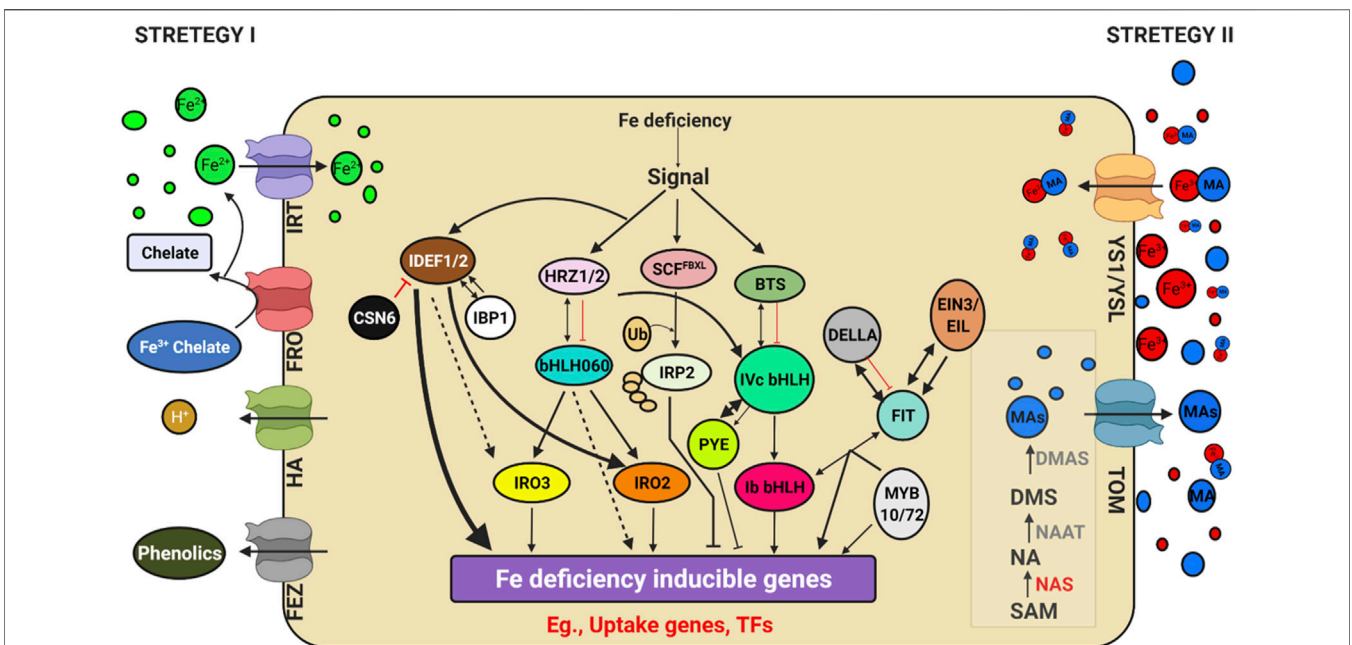 STRETEGY I
STRETEGY II
Fe²⁺
Fe²⁺
Fe²⁺
IRT
Chelate
Fe³⁺ Chelate
FRO
H⁺
HA
Phenolics
FEZ
Fe deficiency
Signal
IDEF1/2
HRZ1/2
SCFᶠᴮˣᴸ
BTS
CSN6
IBP1
Ub
bHLH060
IRP2
IVc bHLH
DELLA
EIN3/
EIL
PYE
FIT
IRO3
IRO2
Ib bHLH
MYB
10/72
Fe deficiency inducible genes
Eg., Uptake genes, TFs
MA
Fe³⁺
MA
YS1/YSL
Fe³⁺
Fe³⁺
Fe³⁺
MAs
MAs
TOM
DMAS
DMS
NAAT
NA
NAS
SAM
MA
MA